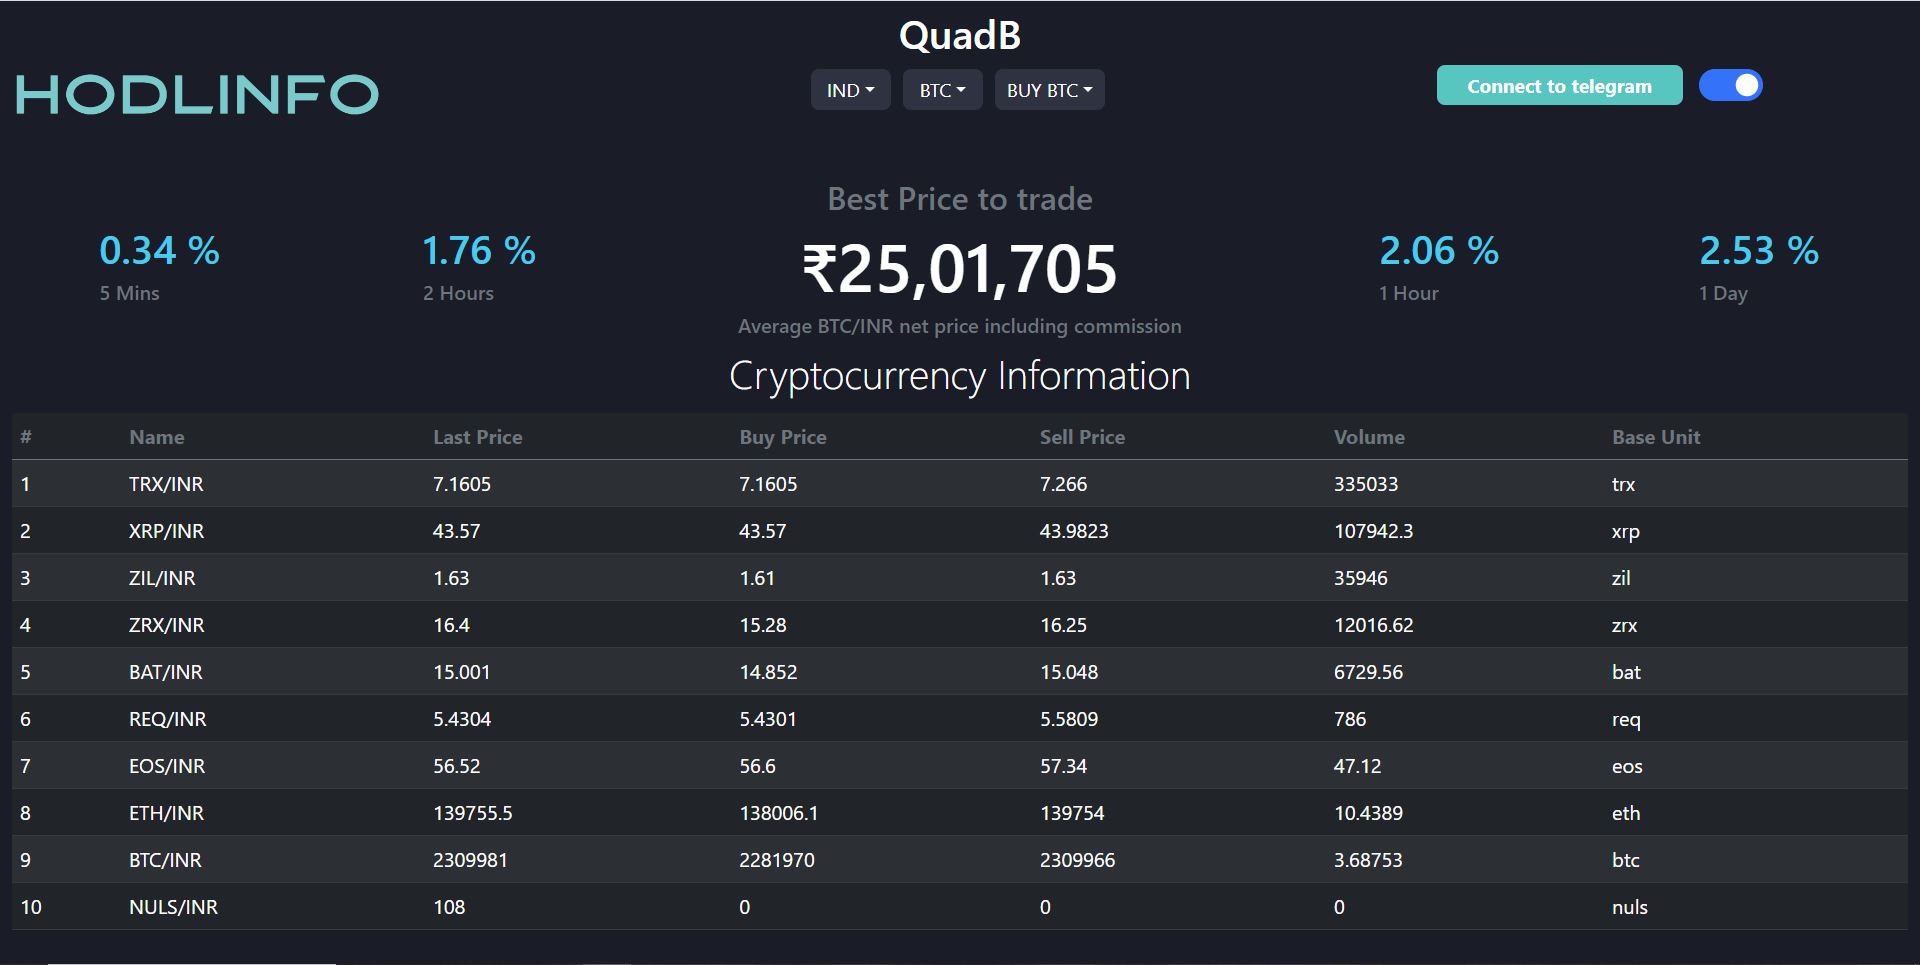 QuadB
HODLINFO
IND BTC BUY BTC
Connect to telegram
Best Price to trade
0.34 % 1.76 % ₹25,01,705 2.06 % 2.53 %
5 Mins 2 Hours 1 Hour 1 Day
Average BTC/INR net price including commission
Cryptocurrency Information
# Name Last Price Buy Price Sell Price Volume Base Unit
1 TRX/INR 7.1605 7.1605 7.266 335033 trx
2 XRP/INR 43.57 43.57 43.9823 107942.3 xrp
3 ZIL/INR 1.63 1.61 1.63 35946 zil
4 ZRX/INR 16.4 15.28 16.25 12016.62 zrx
5 BAT/INR 15.001 14.852 15.048 6729.56 bat
6 REQ/INR 5.4304 5.4301 5.5809 786 req
7 EOS/INR 56.52 56.6 57.34 47.12 eos
8 ETH/INR 139755.5 138006.1 139754 10.4389 eth
9 BTC/INR 2309981 2281970 2309966 3.68753 btc
10 NULS/INR 108 0 0 0 nuls